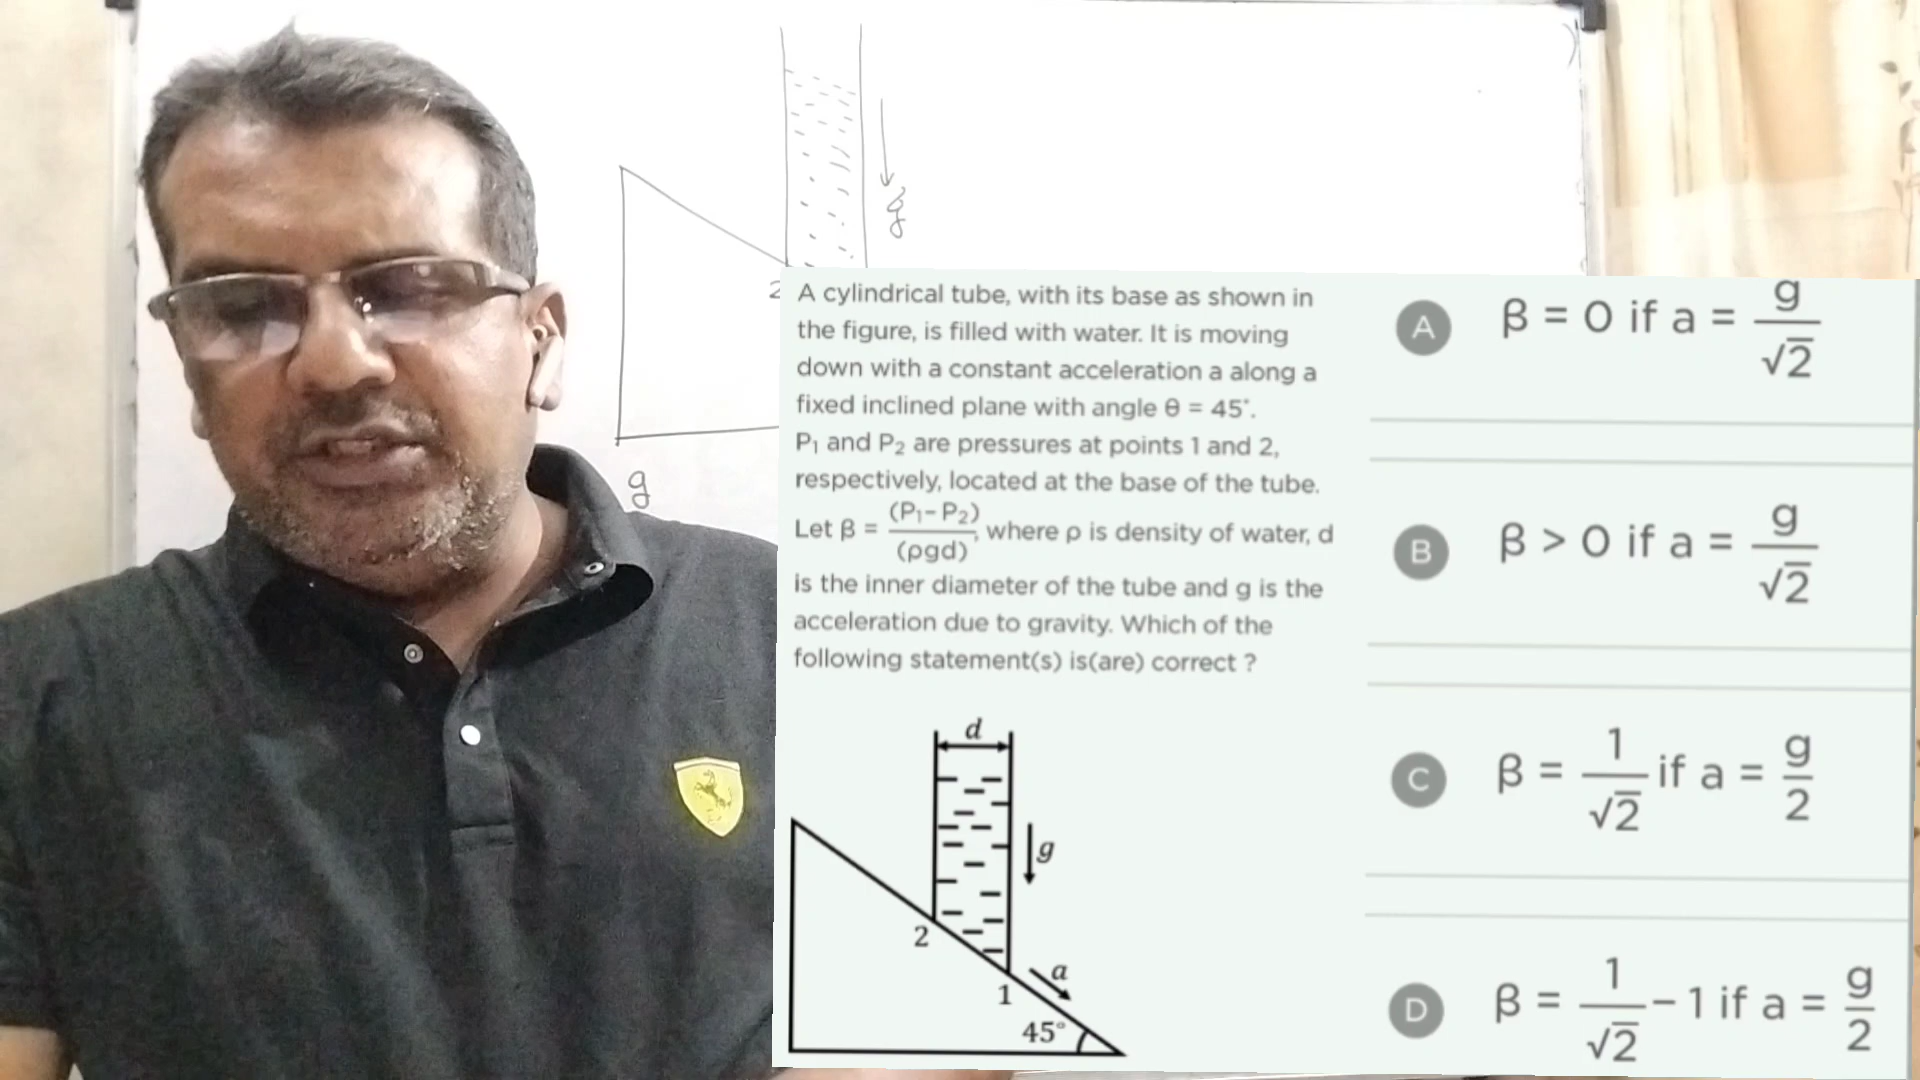 g
2
g
A cylindrical tube, with its base as shown in
the figure, is filled with water. It is moving
down with a constant acceleration a along a
fixed inclined plane with angle θ = 45°.
P₁ and P₂ are pressures at points 1 and 2,
respectively, located at the base of the tube.
Let β = (P₁-P₂)/(ρgd), where ρ is density of water, d
is the inner diameter of the tube and g is the
acceleration due to gravity. Which of the
following statement(s) is(are) correct ?
d
g
2
a
1
45°
A β = 0 if a = g/√2
B β > 0 if a = g/√2
C β = 1/√2 if a = g/2
D β = 1/√2 - 1 if a = g/2